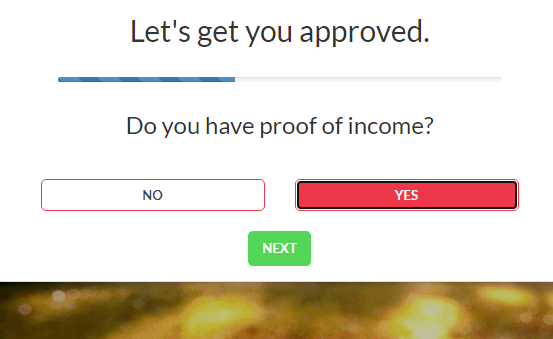 Let's get you approved.
Do you have proof of income?
NO
YES
NEXT